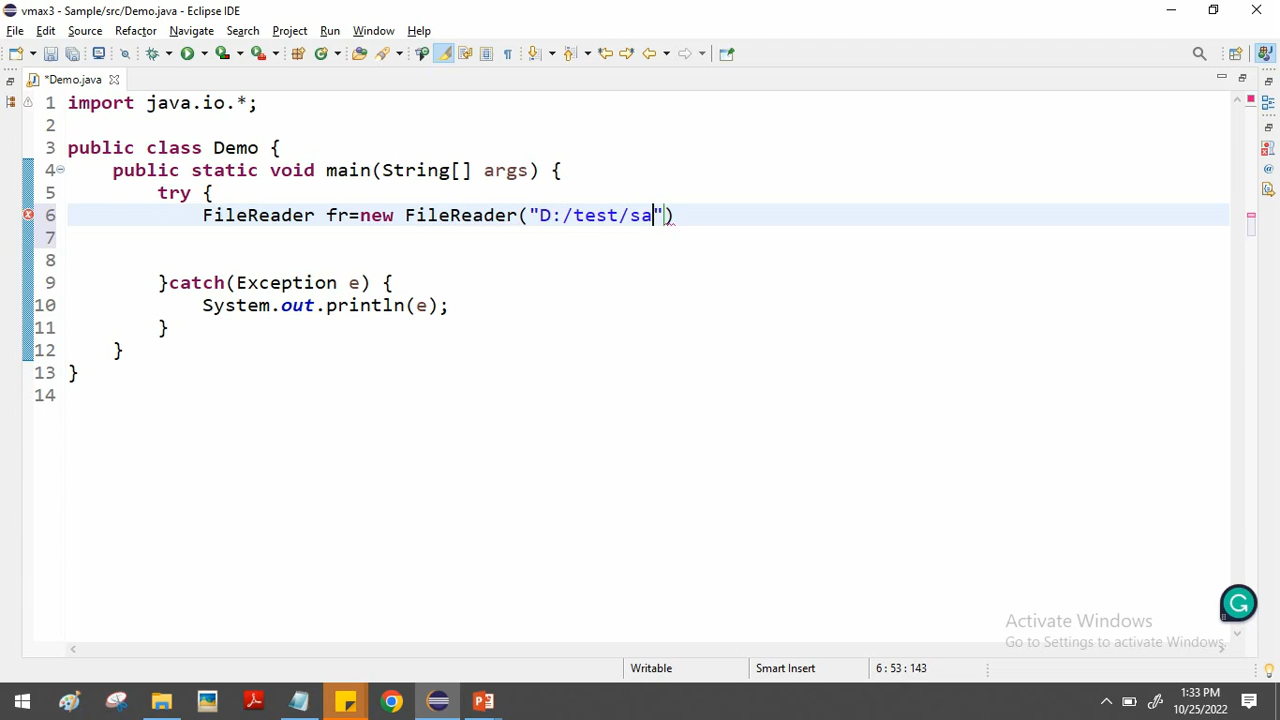 vmax3 - Sample/src/Demo.java - Eclipse IDE
File Edit Source Refactor Navigate Search Project Run Window Help
*Demo.java
1 import java.io.*;
2
3 public class Demo {
4 public static void main(String[] args) {
5 try {
6 FileReader fr=new FileReader("D:/test/sa")
7
8
9 }catch(Exception e) {
10 System.out.println(e);
11 }
12 }
13 }
14
Activate Windows
Go to Settings to activate Windows.
Writable Smart Insert 6 : 53 : 143
1:33 PM
10/25/2022